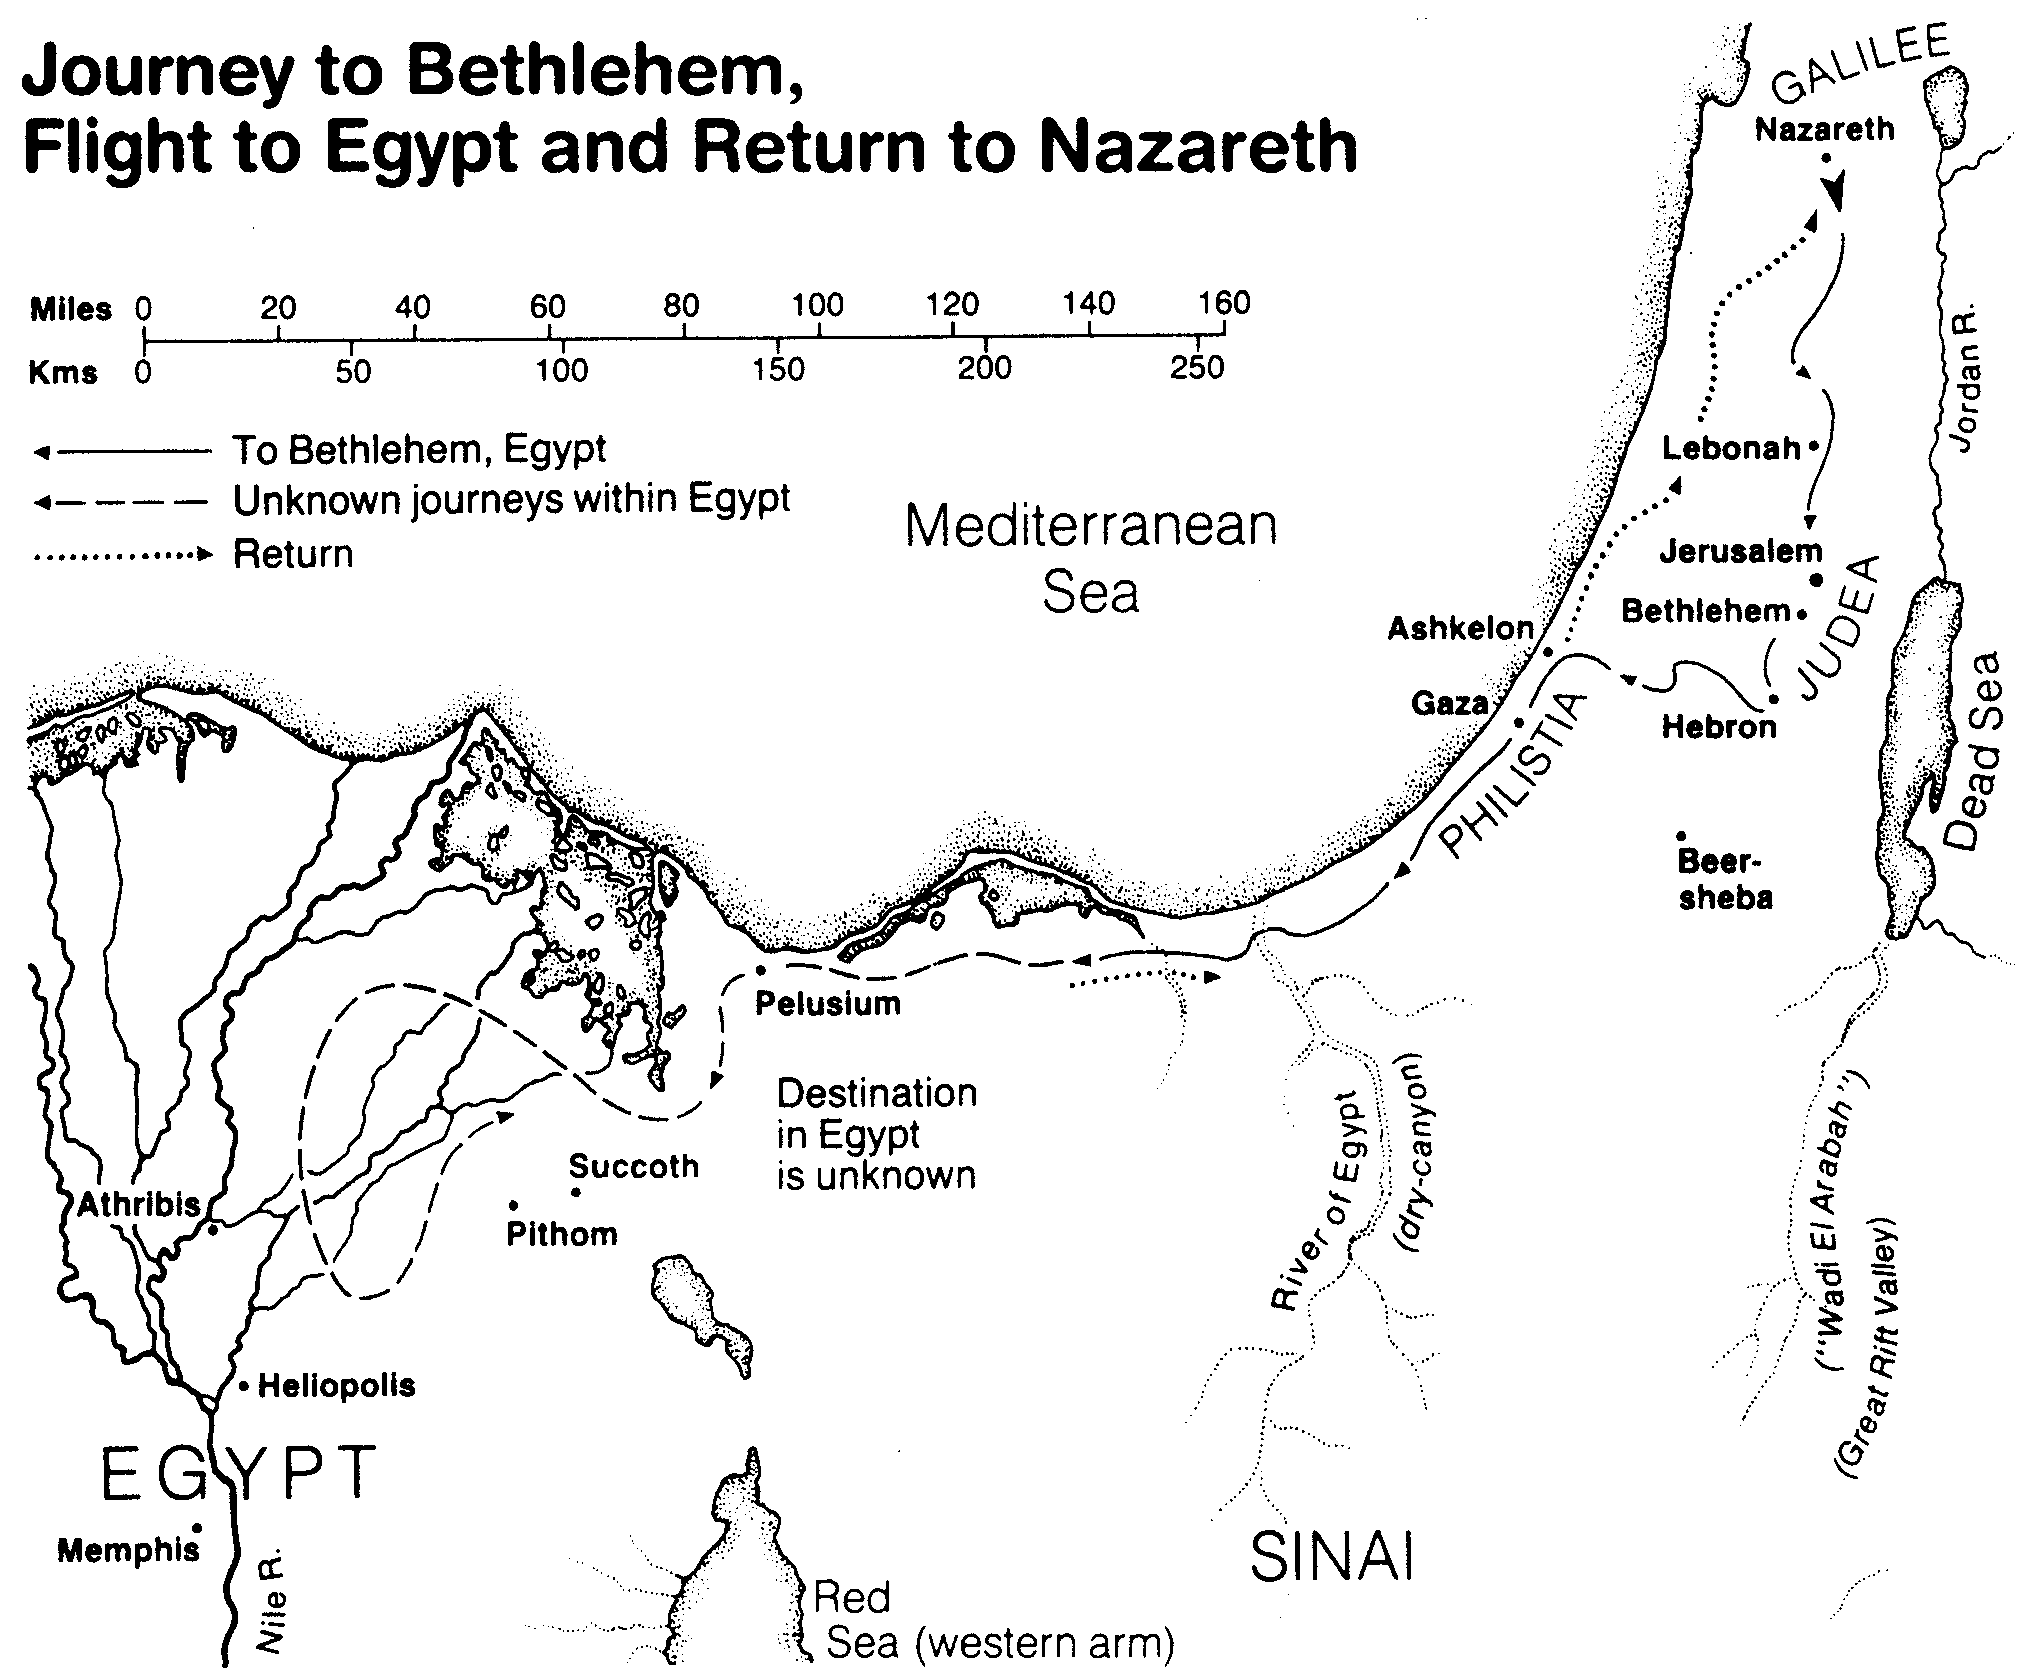 Journey to Bethlehem,
Flight to Egypt and Return to Nazareth
GALILEE
Nazareth
Miles 0 20 40 60 80 100 120 140 160
Kms 0 50 100 150 200 250
To Bethlehem, Egypt
Unknown journeys within Egypt
Return
Mediterranean
Sea
Jordan R.
Lebonah
Jerusalem
Bethlehem
JUDEA
Ashkelon
Gaza
Hebron
PHILISTIA
Dead Sea
Beer-
sheba
Pelusium
Destination
in Egypt
is unknown
Succoth
Pithom
Athribis
River of Egypt
(dry-canyon)
("Wadi El Arabah")
(Great Rift Valley)
Heliopolis
EGYPT
Memphis
Nile R.
SINAI
Red
Sea (western arm)